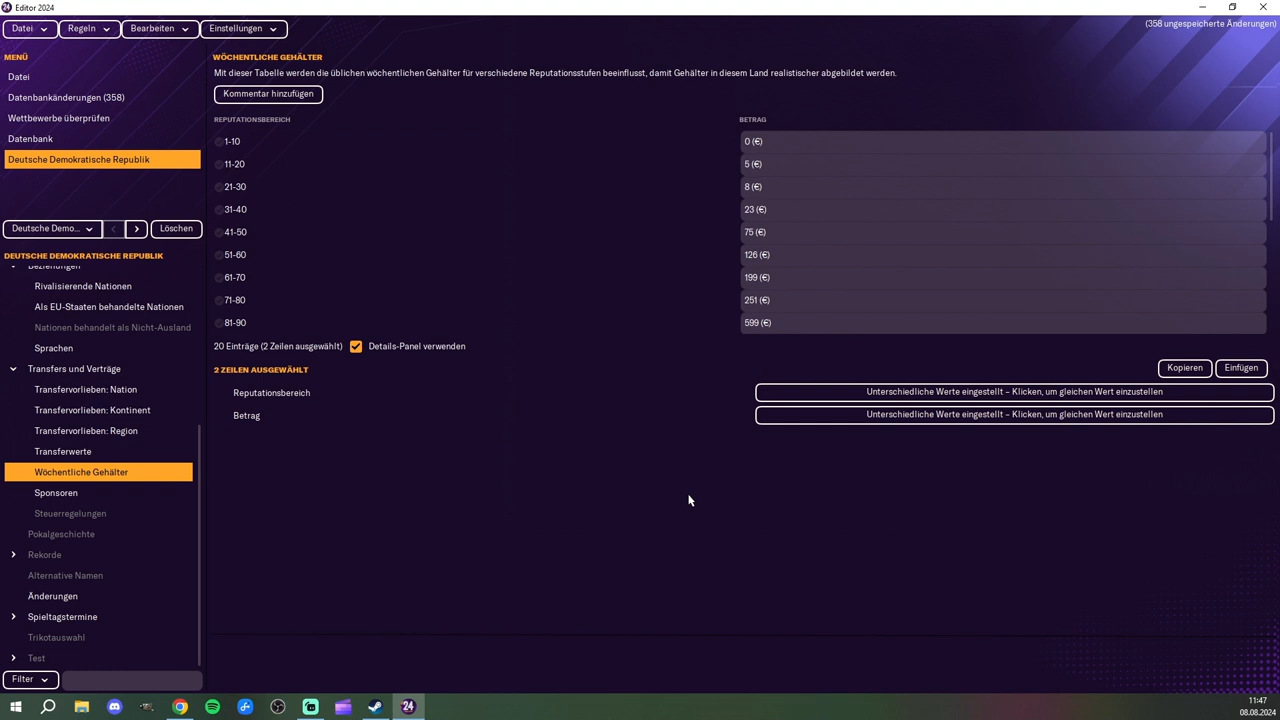 24 Editor 2024
Datei
Regeln
Bearbeiten
Einstellungen
(358 ungespeicherte Änderungen)
MENÜ
Datei
Datenbankänderungen (358)
Wettbewerbe überprüfen
Datenbank
Deutsche Demokratische Republik
Deutsche Demo...
Löschen
DEUTSCHE DEMOKRATISCHE REPUBLIK
Beziehungen
Rivalisierende Nationen
Als EU-Staaten behandelte Nationen
Nationen behandelt als Nicht-Ausland
Sprachen
Transfers und Verträge
Transfervorlieben: Nation
Transfervorlieben: Kontinent
Transfervorlieben: Region
Transferwerte
Wöchentliche Gehälter
Sponsoren
Steuerregelungen
Pokalgeschichte
Rekorde
Alternative Namen
Änderungen
Spieltagstermine
Trikotauswahl
Test
Filter
WÖCHENTLICHE GEHÄLTER
Mit dieser Tabelle werden die üblichen wöchentlichen Gehälter für verschiedene Reputationsstufen beeinflusst, damit Gehälter in diesem Land realistischer abgebildet werden.
Kommentar hinzufügen
REPUTATIONSBEREICH BETRAG
1-10 0 (€)
11-20 5 (€)
21-30 8 (€)
31-40 23 (€)
41-50 75 (€)
51-60 126 (€)
61-70 199 (€)
71-80 251 (€)
81-90 599 (€)
20 Einträge (2 Zeilen ausgewählt) Details-Panel verwenden
2 ZEILEN AUSGEWÄHLT
Kopieren
Einfügen
Reputationsbereich Unterschiedliche Werte eingestellt – Klicken, um gleichen Wert einzustellen
Betrag Unterschiedliche Werte eingestellt – Klicken, um gleichen Wert einzustellen
24
11:47
08.08.2024